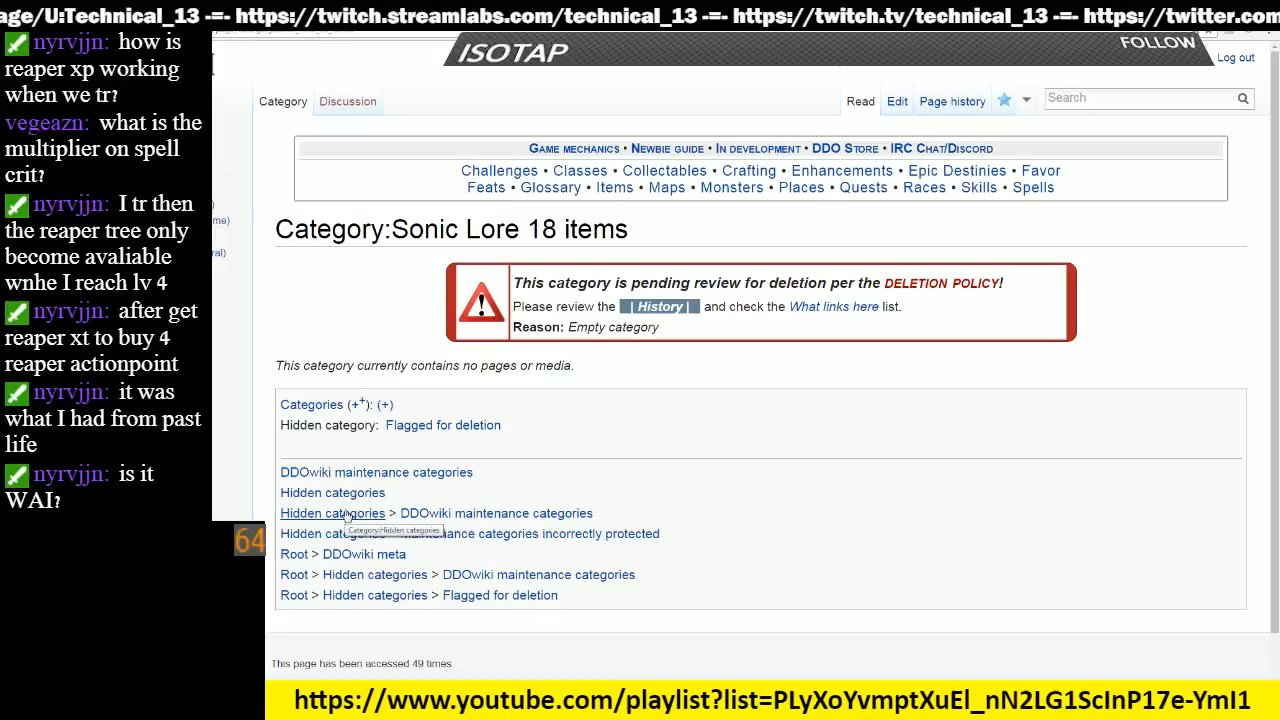 age/U:Technical_13 -=- https://twitch.streamlabs.com/technical_13 -=- https://twitch.tv/technical_13 -=- https://twitter.com
nyrvjjn: how is
reaper xp working
when we tr?
vegeazn: what is the
multiplier on spell
crit?
nyrvjjn: I tr then
the reaper tree only
become avaliable
wnhe I reach lv 4
nyrvjjn: after get
reaper xt to buy 4
reaper actionpoint
nyrvjjn: it was
what I had from past
life
nyrvjjn: is it
WAI?
64
ISOTAP
FOLLOW
Log out
Category Discussion
Read Edit Page history
Search
GAME MECHANICS • NEWBIE GUIDE • IN DEVELOPMENT • DDO STORE • IRC CHAT/DISCORD
Challenges • Classes • Collectables • Crafting • Enhancements • Epic Destinies • Favor
Feats • Glossary • Items • Maps • Monsters • Places • Quests • Races • Skills • Spells
)
me)
ral)
Category:Sonic Lore 18 items
This category is pending review for deletion per the DELETION POLICY!
Please review the | History | and check the What links here list.
Reason: Empty category
This category currently contains no pages or media.
Categories (+⁺): (+)
Hidden category: Flagged for deletion
DDOwiki maintenance categories
Hidden categories
Hidden categories > DDOwiki maintenance categories
Category:Hidden categories
Hidden categories > Maintenance categories incorrectly protected
Root > DDOwiki meta
Root > Hidden categories > DDOwiki maintenance categories
Root > Hidden categories > Flagged for deletion
This page has been accessed 49 times.
https://www.youtube.com/playlist?list=PLyXoYvmptXuEl_nN2LG1ScInP17e-YmI1